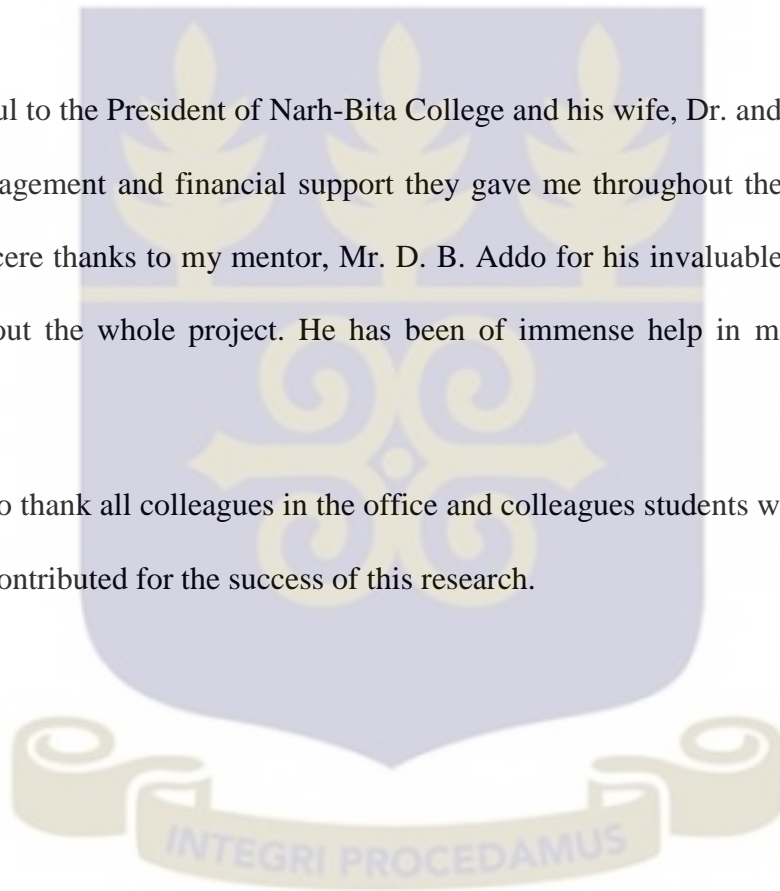 ul to the President of Narh-Bita College and his wife, Dr. and
agement and financial support they gave me throughout the
cere thanks to my mentor, Mr. D. B. Addo for his invaluable
out the whole project. He has been of immense help in m
o thank all colleagues in the office and colleagues students w
ontributed for the success of this research.
INTEGRI PROCEDAMUS